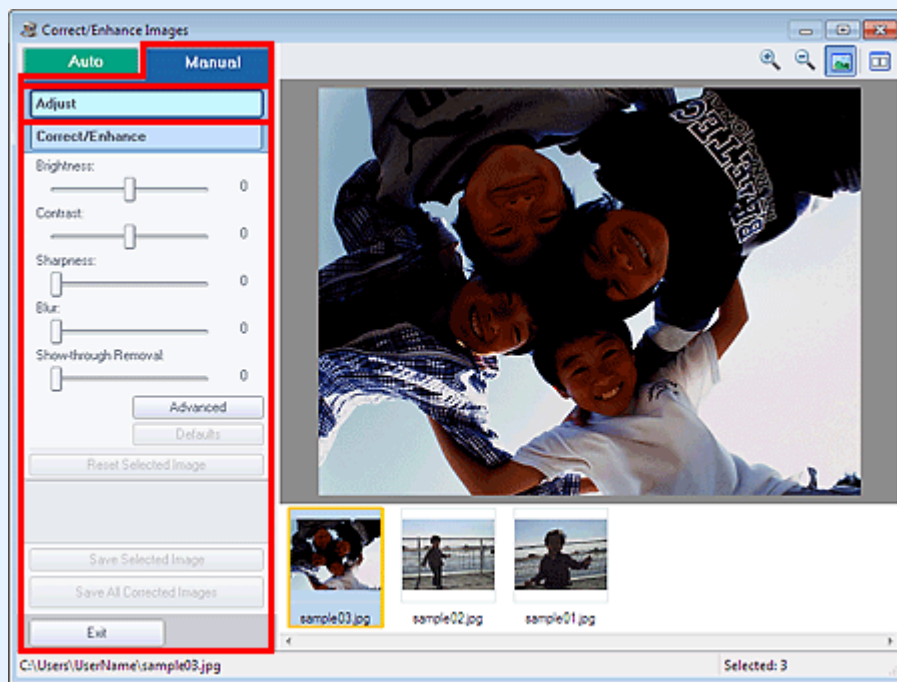 Correct/Enhance Images
Auto
Manual
Adjust
Correct/Enhance
Brightness:
0
Contrast:
0
Sharpness:
0
Blur:
0
Show-through Removal:
0
Advanced
Defaults
Reset Selected Image
Save Selected Image
Save All Corrected Images
Exit
sample03.jpg
sample02.jpg
sample01.jpg
C:\Users\UserName\sample03.jpg
Selected: 3